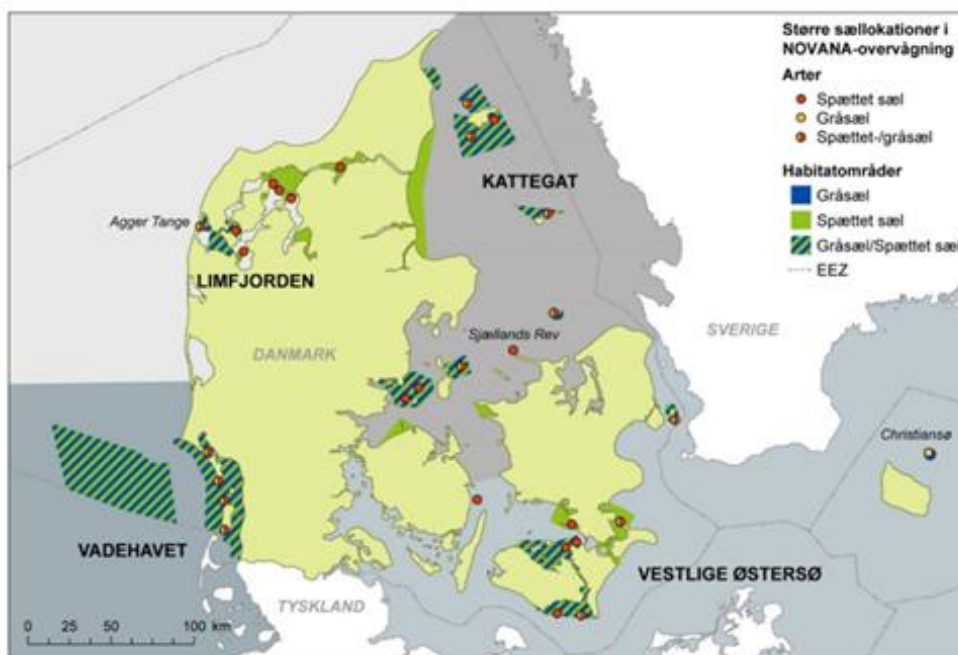 Større sællokationer i
NOVANA-overvågning
Arter
Spættet sæl
Gråsæl
Spættet-/gråsæl
Habitatområder
Gråsæl
Spættet sæl
Gråsæl/Spættet sæl
EEZ
KATTEGAT
Agger Tange
LIMFJORDEN
SVERIGE
Sjællands Rev
DANMARK
Christiansø
VADEHAVET
VESTLIGE ØSTERSØ
TYSKLAND
0 25 50 100 km